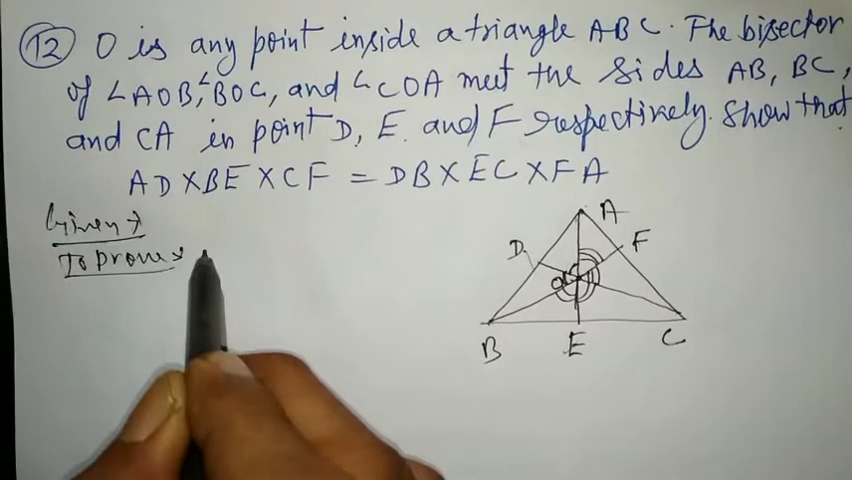 12 O is any point inside a triangle ABC. The bisector
of ∠AOB, ∠BOC, and ∠COA meet the sides AB, BC,
and CA in point D, E and F respectively. Show that
AD×BE×CF = DB×EC×FA
Given→
To prove→
A
D
F
O
B
E
C